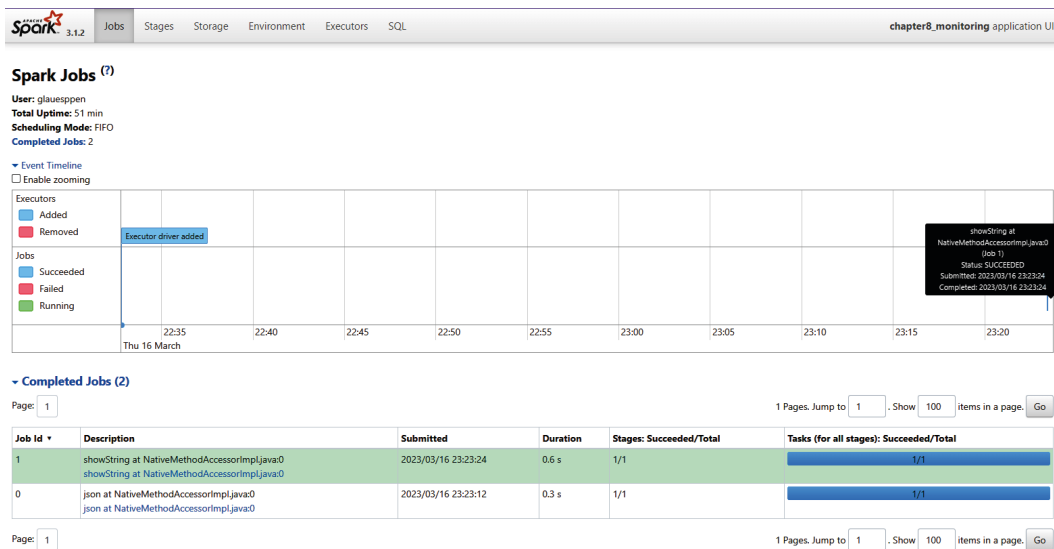 APACHE Spark 3.1.2 Jobs Stages Storage Environment Executors SQL chapter8_monitoring application UI
Spark Jobs (?)
User: glauesppen
Total Uptime: 51 min
Scheduling Mode: FIFO
Completed Jobs: 2
Event Timeline
Enable zooming
Executors
Added
Removed
Executor driver added
Jobs
Succeeded
Failed
Running
showString at
NativeMethodAccessorImpl.java:0
(Job 1)
Status: SUCCEEDED
Submitted: 2023/03/16 23:23:24
Completed: 2023/03/16 23:23:24
22:35 22:40 22:45 22:50 22:55 23:00 23:05 23:10 23:15 23:20
Thu 16 March
Completed Jobs (2)
Page: 1 1 Pages. Jump to 1 . Show 100 items in a page. Go
Job Id ▾ Description Submitted Duration Stages: Succeeded/Total Tasks (for all stages): Succeeded/Total
1 showString at NativeMethodAccessorImpl.java:0 2023/03/16 23:23:24 0.6 s 1/1 1/1
showString at NativeMethodAccessorImpl.java:0
0 json at NativeMethodAccessorImpl.java:0 2023/03/16 23:23:12 0.3 s 1/1 1/1
json at NativeMethodAccessorImpl.java:0
Page: 1 1 Pages. Jump to 1 . Show 100 items in a page. Go